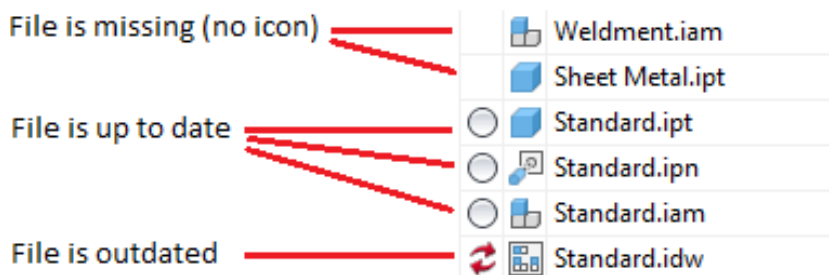 File is missing (no icon)
Weldment.iam
Sheet Metal.ipt
File is up to date
Standard.ipt
Standard.ipn
Standard.iam
File is outdated
Standard.idw